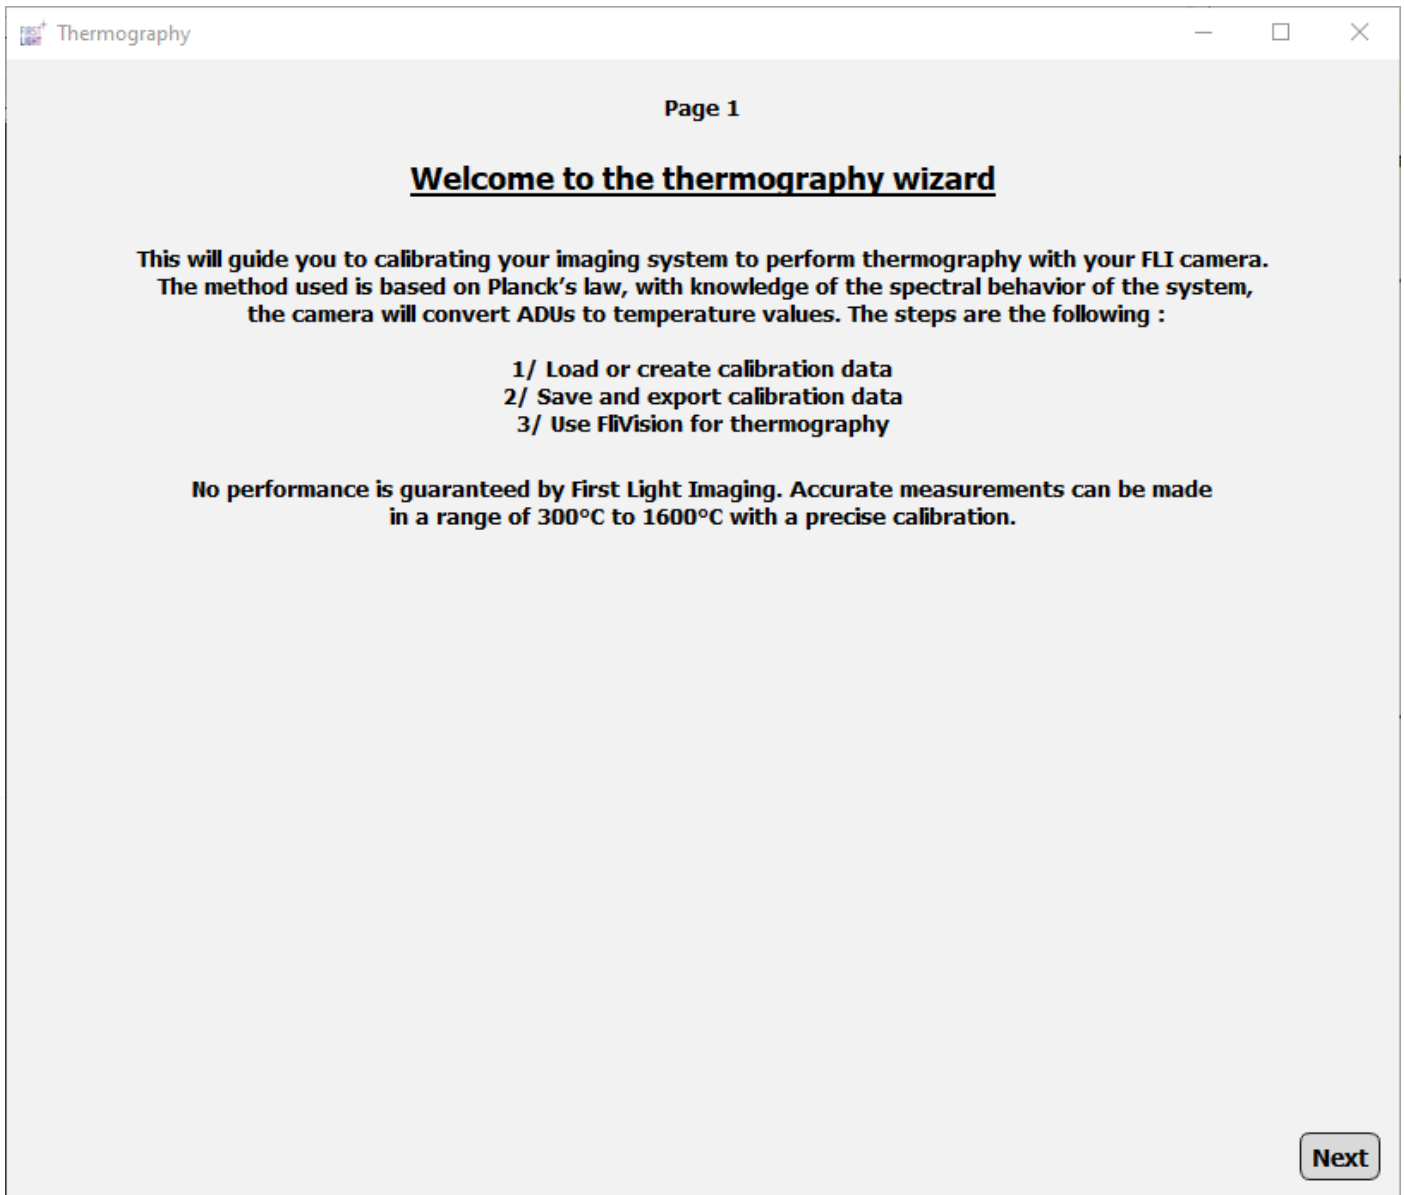 FIRST LIGHT
Thermography
Page 1
Welcome to the thermography wizard
This will guide you to calibrating your imaging system to perform thermography with your FLI camera.
The method used is based on Planck’s law, with knowledge of the spectral behavior of the system,
the camera will convert ADUs to temperature values. The steps are the following :
1/ Load or create calibration data
2/ Save and export calibration data
3/ Use FliVision for thermography
No performance is guaranteed by First Light Imaging. Accurate measurements can be made
in a range of 300°C to 1600°C with a precise calibration.
Next